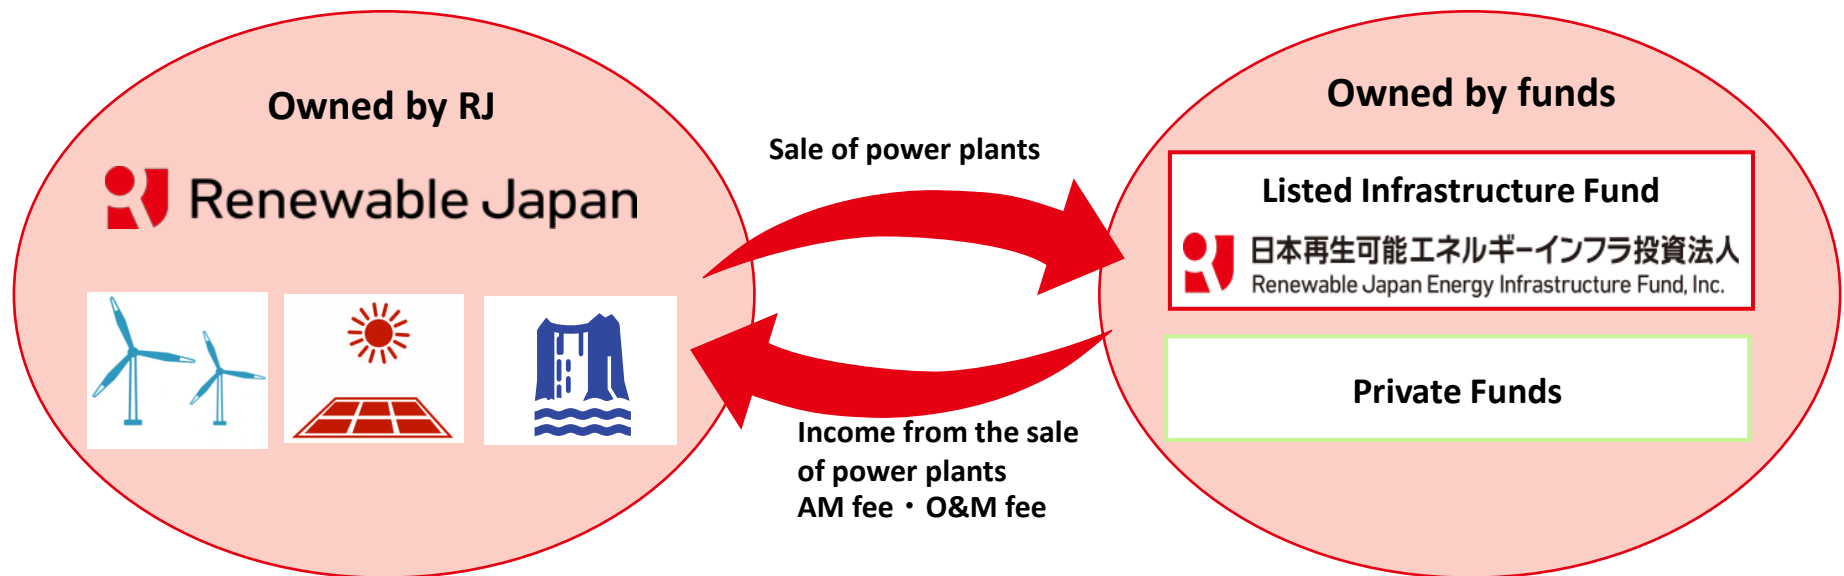 Owned by RJ
Renewable Japan
Sale of power plants
Income from the sale
of power plants
AM fee・O&M fee
Owned by funds
Listed Infrastructure Fund
日本再生可能エネルギーインフラ投資法人
Renewable Japan Energy Infrastructure Fund, Inc.
Private Funds